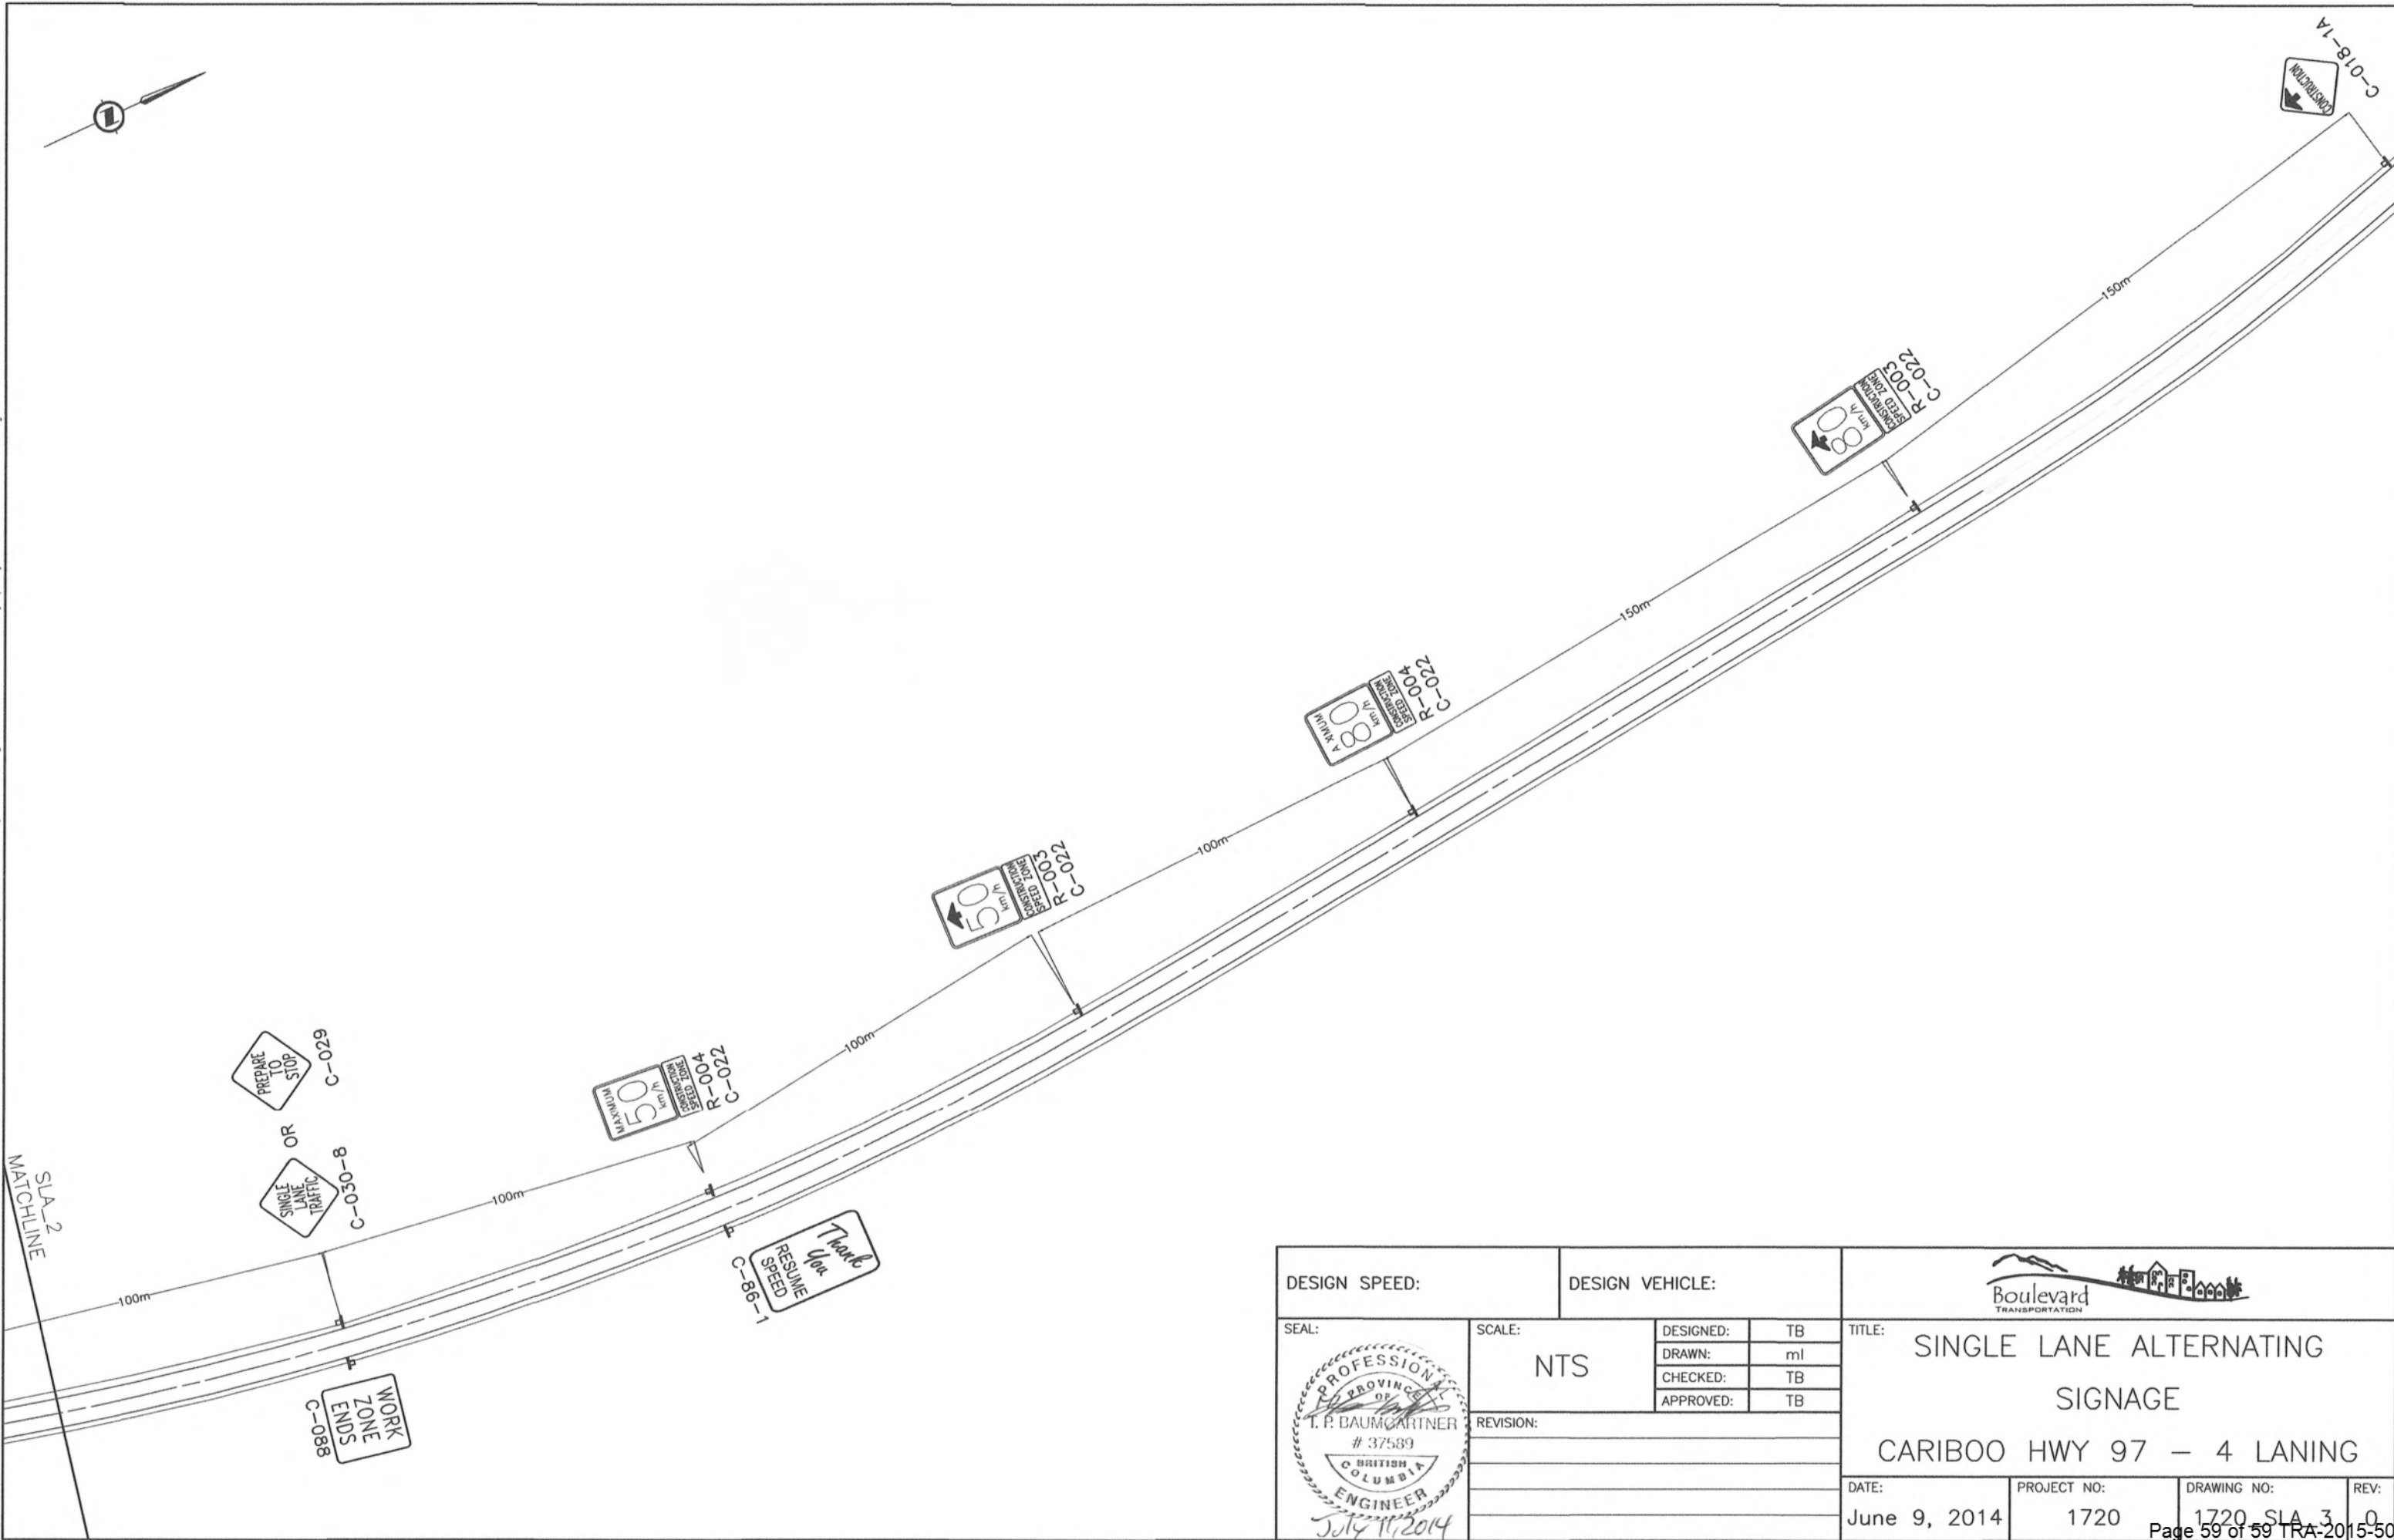 C-018-1A
CONSTRUCTION
150m
80
km/h
CONSTRUCTION
SPEED ZONE
R-003
C-022
150m
A XIMUM
80
km/h
CONSTRUCTION
SPEED ZONE
R-004
C-022
100m
50
km/h
CONSTRUCTION
SPEED ZONE
R-003
C-022
100m
MAXIMUM
50
km/h
CONSTRUCTION
SPEED ZONE
R-004
C-022
100m
PREPARE
TO
STOP
C-029
OR
SINGLE
LANE
TRAFFIC
C-030-8
100m
SLA_2
MATCHLINE
Thank
You
RESUME
SPEED
C-86-1
WORK
ZONE
ENDS
C-088
DESIGN SPEED:
DESIGN VEHICLE:
Boulevard
TRANSPORTATION
SEAL:
PROFESSIONAL
PROVINCE
OF
T. P. BAUMGARTNER
# 37589
BRITISH
COLUMBIA
ENGINEER
July 11, 2014
SCALE:
NTS
DESIGNED: TB
DRAWN: ml
CHECKED: TB
APPROVED: TB
REVISION:
TITLE:
SINGLE LANE ALTERNATING
SIGNAGE
CARIBOO HWY 97 – 4 LANING
DATE:
June 9, 2014
PROJECT NO:
1720
DRAWING NO:
1720_SLA_3
REV:
0
Page 59 of 59 TRA-2015-50